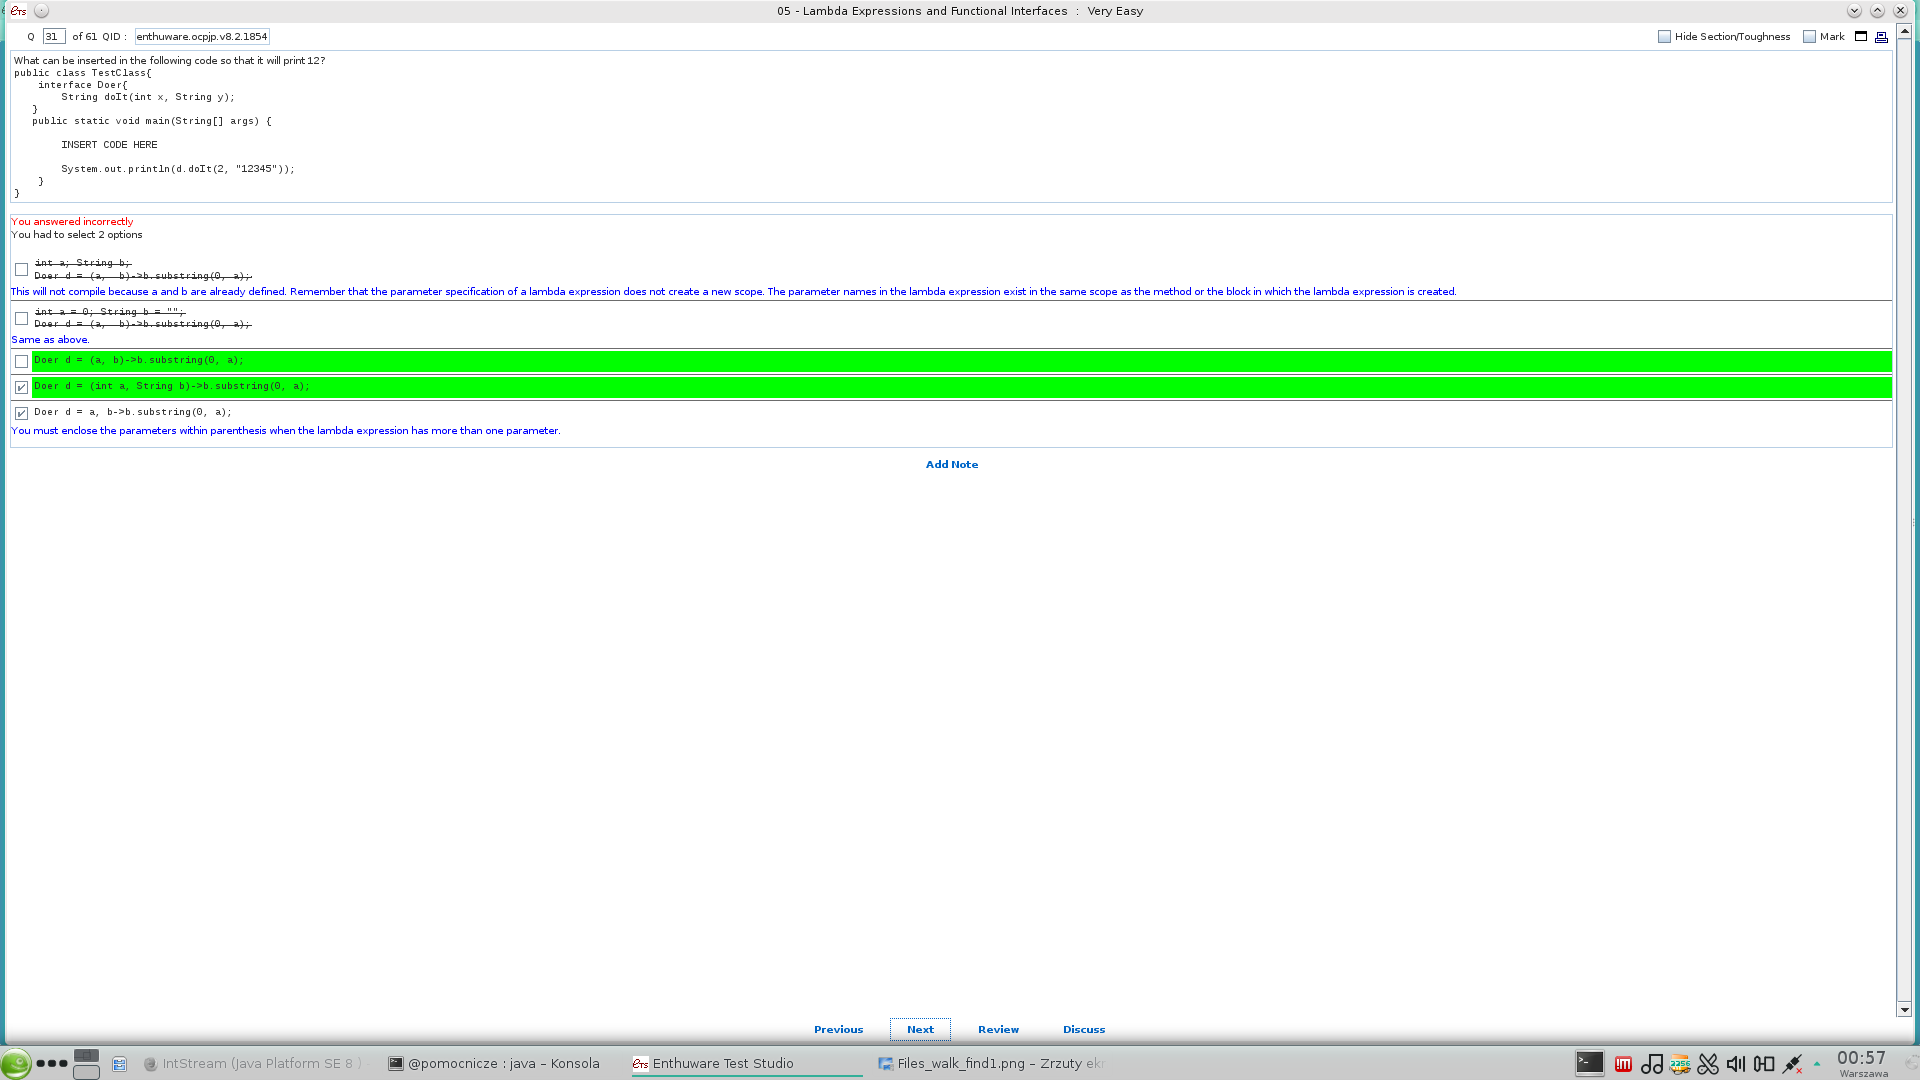 ETS
05 - Lambda Expressions and Functional Interfaces : Very Easy
Q 31 of 61 QID : enthuware.ocpjp.v8.2.1854
Hide Section/Toughness Mark
What can be inserted in the following code so that it will print 12?
public class TestClass{
interface Doer{
String doIt(int x, String y);
}
public static void main(String[] args) {
INSERT CODE HERE
System.out.println(d.doIt(2, "12345"));
}
}
You answered incorrectly
You had to select 2 options
int a; String b;
Doer d = (a, b)->b.substring(0, a);
This will not compile because a and b are already defined. Remember that the parameter specification of a lambda expression does not create a new scope. The parameter names in the lambda expression exist in the same scope as the method or the block in which the lambda expression is created.
int a = 0; String b = "";
Doer d = (a, b)->b.substring(0, a);
Same as above.
Doer d = (a, b)->b.substring(0, a);
Doer d = (int a, String b)->b.substring(0, a);
Doer d = a, b->b.substring(0, a);
You must enclose the parameters within parenthesis when the lambda expression has more than one parameter.
Add Note
Previous Next Review Discuss
IntStream (Java Platform SE 8 ) @pomocnicze : java – Konsola ETS Enthuware Test Studio Files_walk_find1.png – Zrzuty ekr 00:57
Warszawa